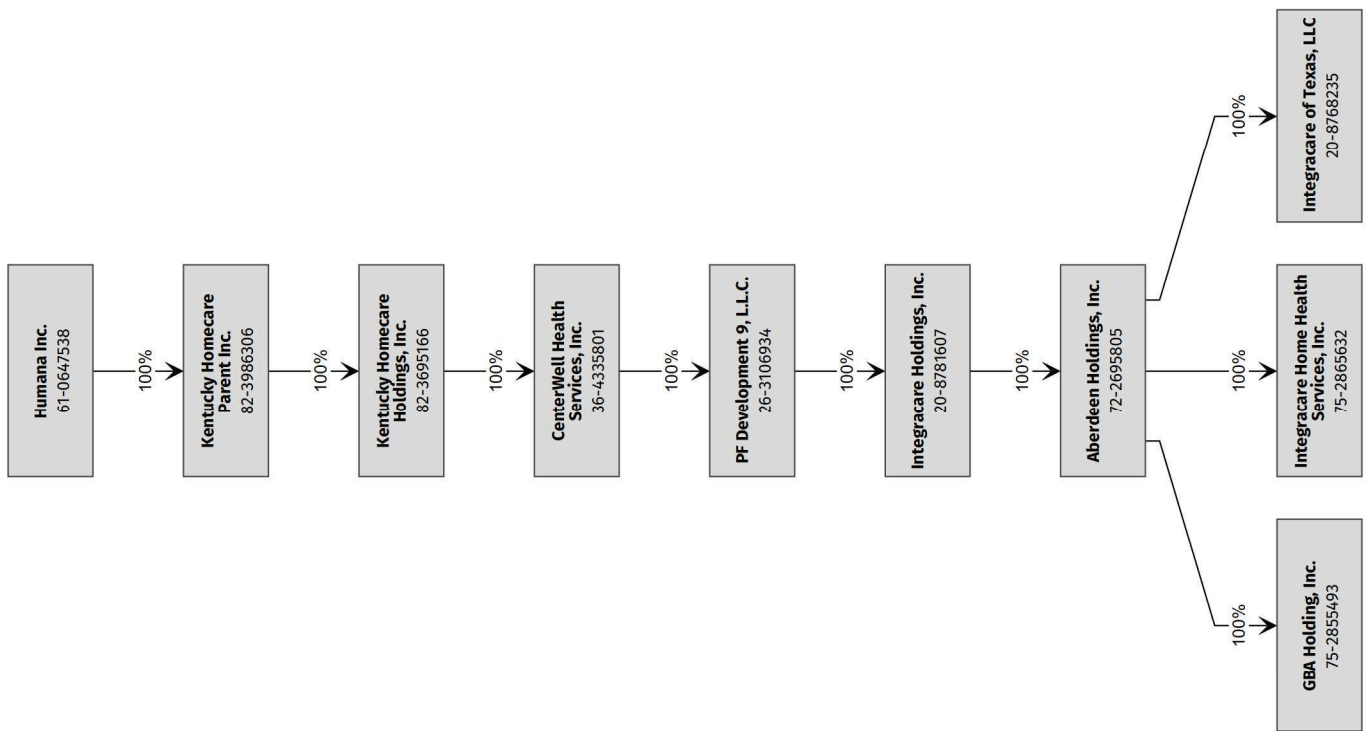 Humana Inc.
61-0647538
100%
Kentucky Homecare
Parent Inc.
82-3986306
100%
Kentucky Homecare
Holdings, Inc.
82-3695166
100%
CenterWell Health
Services, Inc.
36-4335801
100%
PF Development 9, L.L.C.
26-3106934
100%
Integracare Holdings, Inc.
20-8781607
100%
Aberdeen Holdings, Inc.
72-2695805
100%
GBA Holding, Inc.
75-2855493
100%
Integracare Home Health
Services, Inc.
75-2865632
100%
Integracare of Texas, LLC
20-8768235